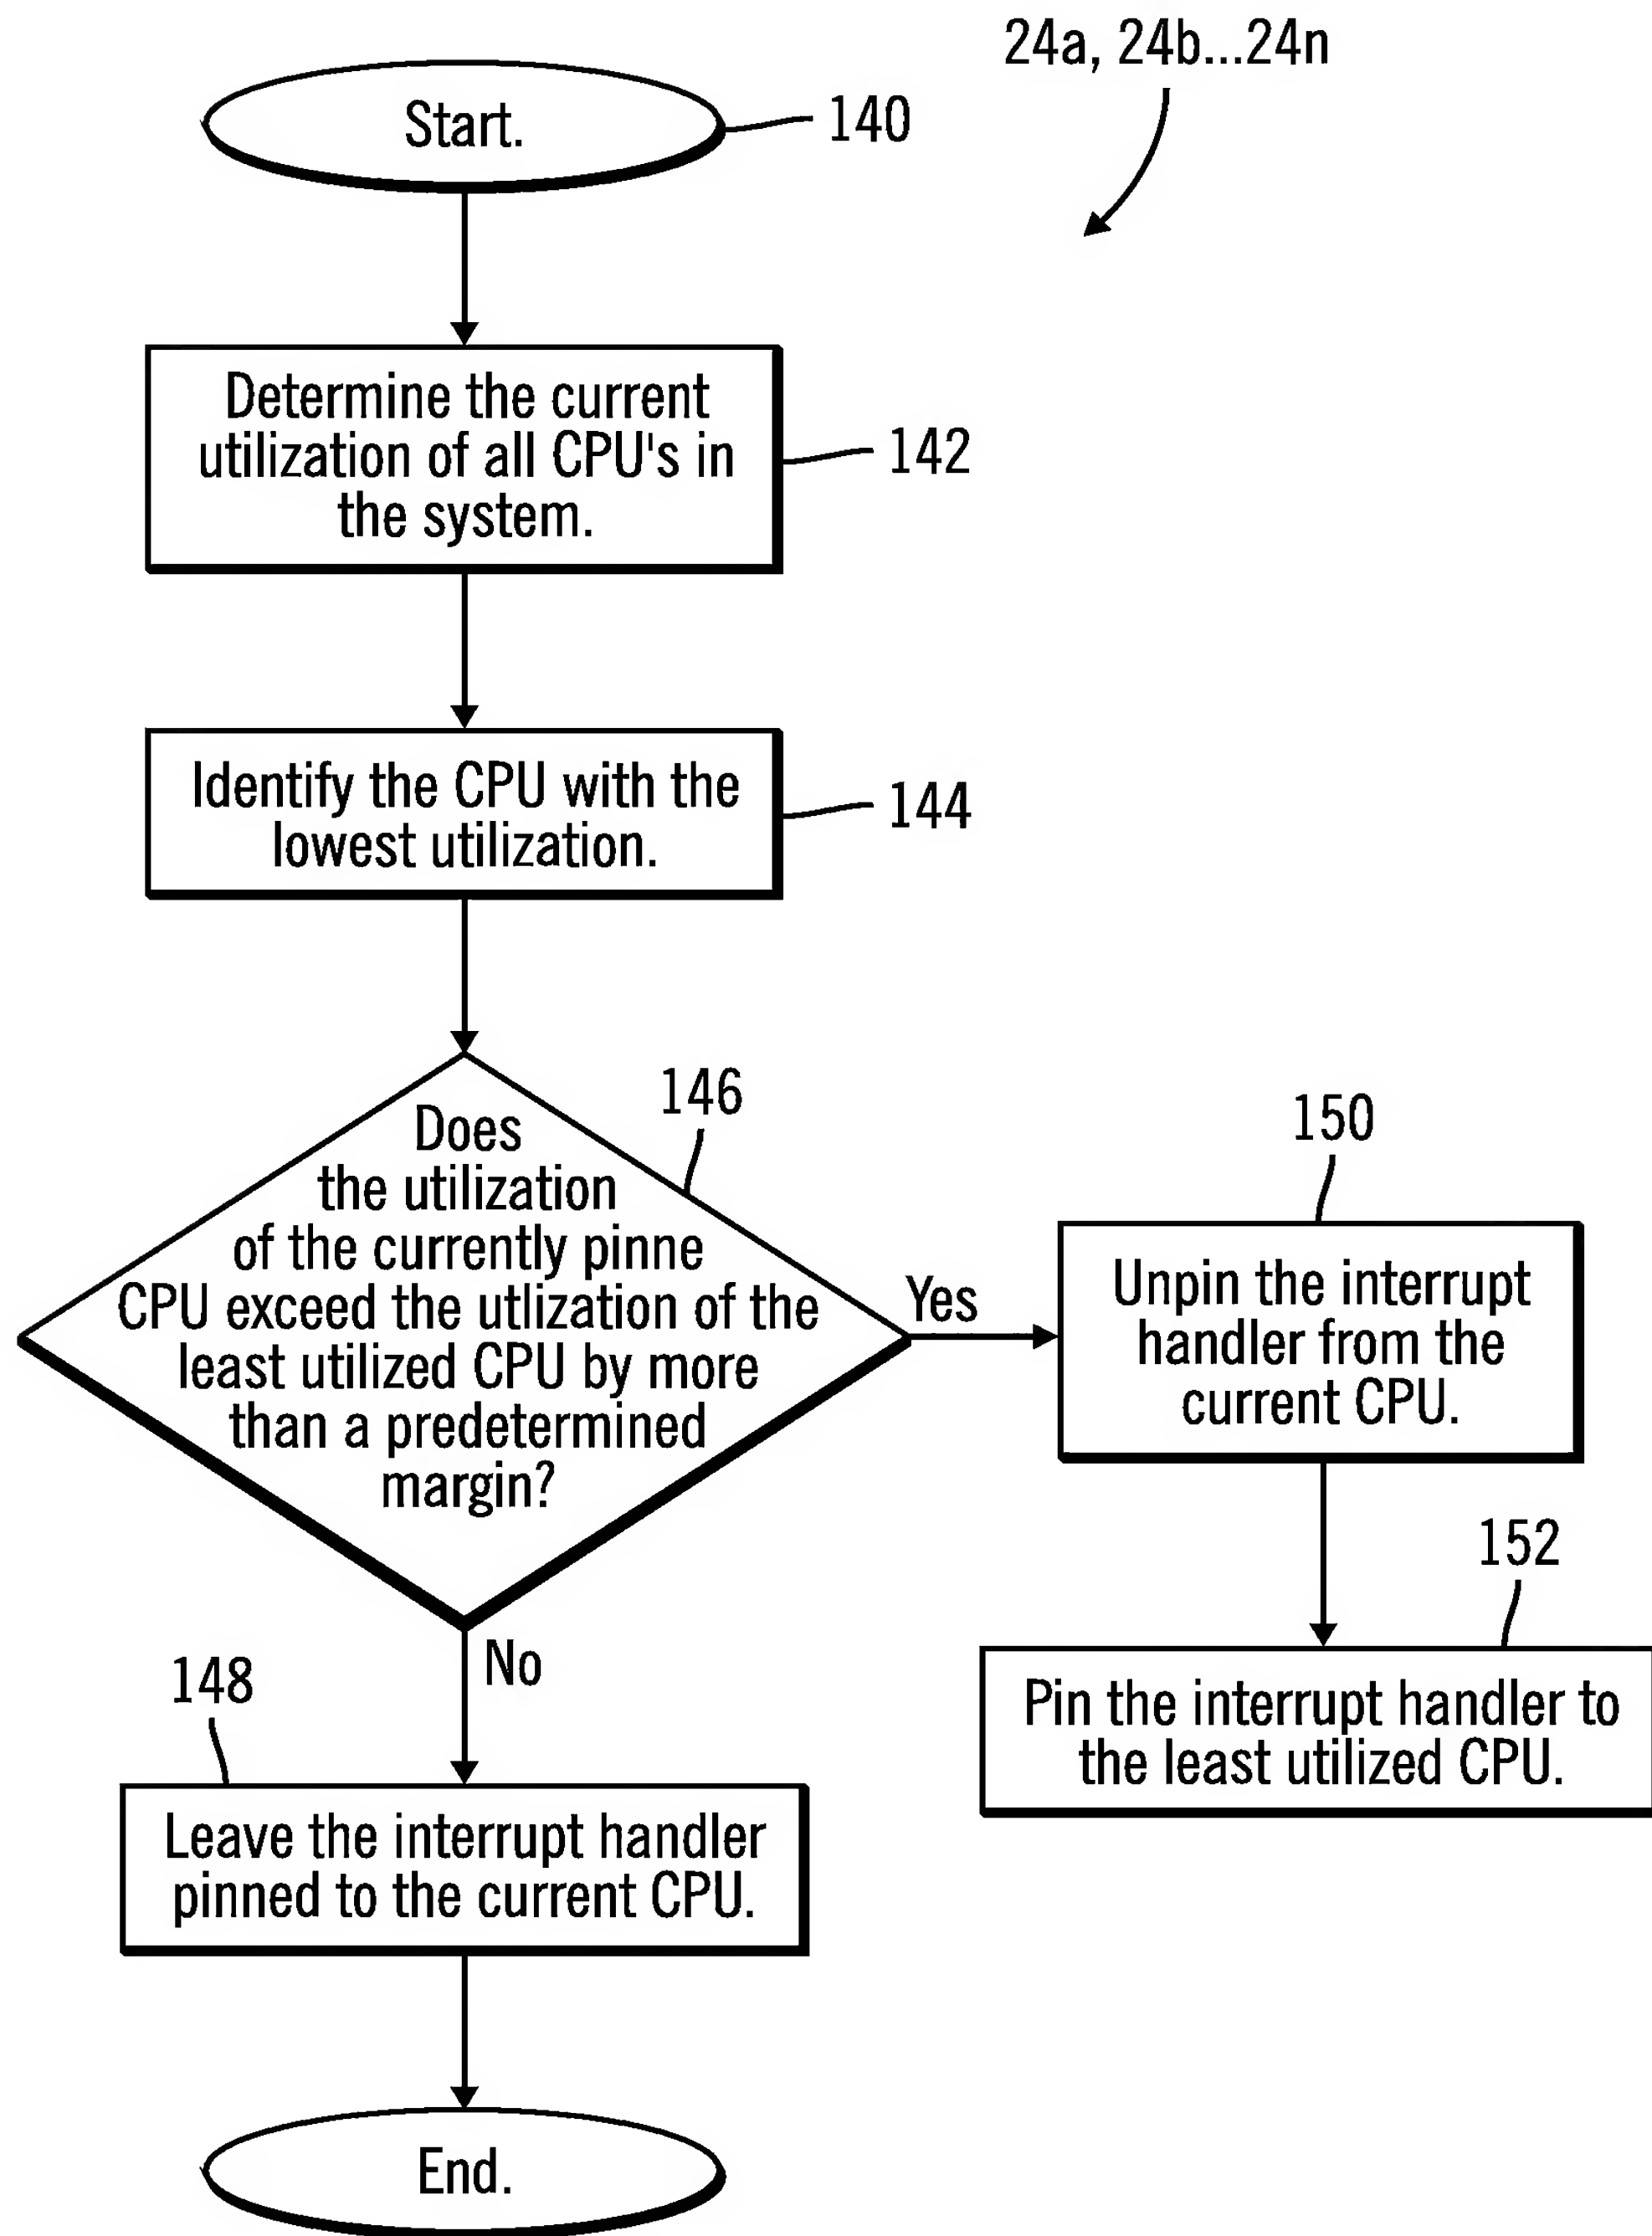 24a, 24b...24n
Start.
140
Determine the current
utilization of all CPU's in
the system.
142
Identify the CPU with the
lowest utilization.
144
Does
the utilization
of the currently pinne
CPU exceed the utlization of the
least utilized CPU by more
than a predetermined
margin?
146
Yes
150
Unpin the interrupt
handler from the
current CPU.
152
Pin the interrupt handler to
the least utilized CPU.
No
148
Leave the interrupt handler
pinned to the current CPU.
End.